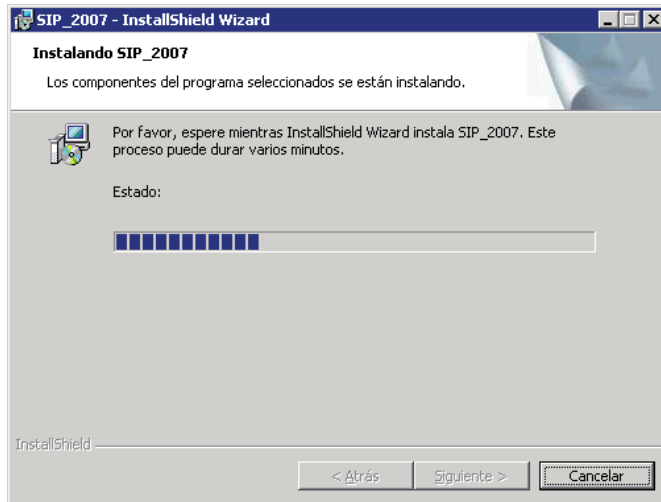 SIP_2007 - InstallShield Wizard
Instalando SIP_2007
Los componentes del programa seleccionados se están instalando.
Por favor, espere mientras InstallShield Wizard instala SIP_2007. Este
proceso puede durar varios minutos.
Estado:
InstallShield
< Atrás
Siguiente >
Cancelar